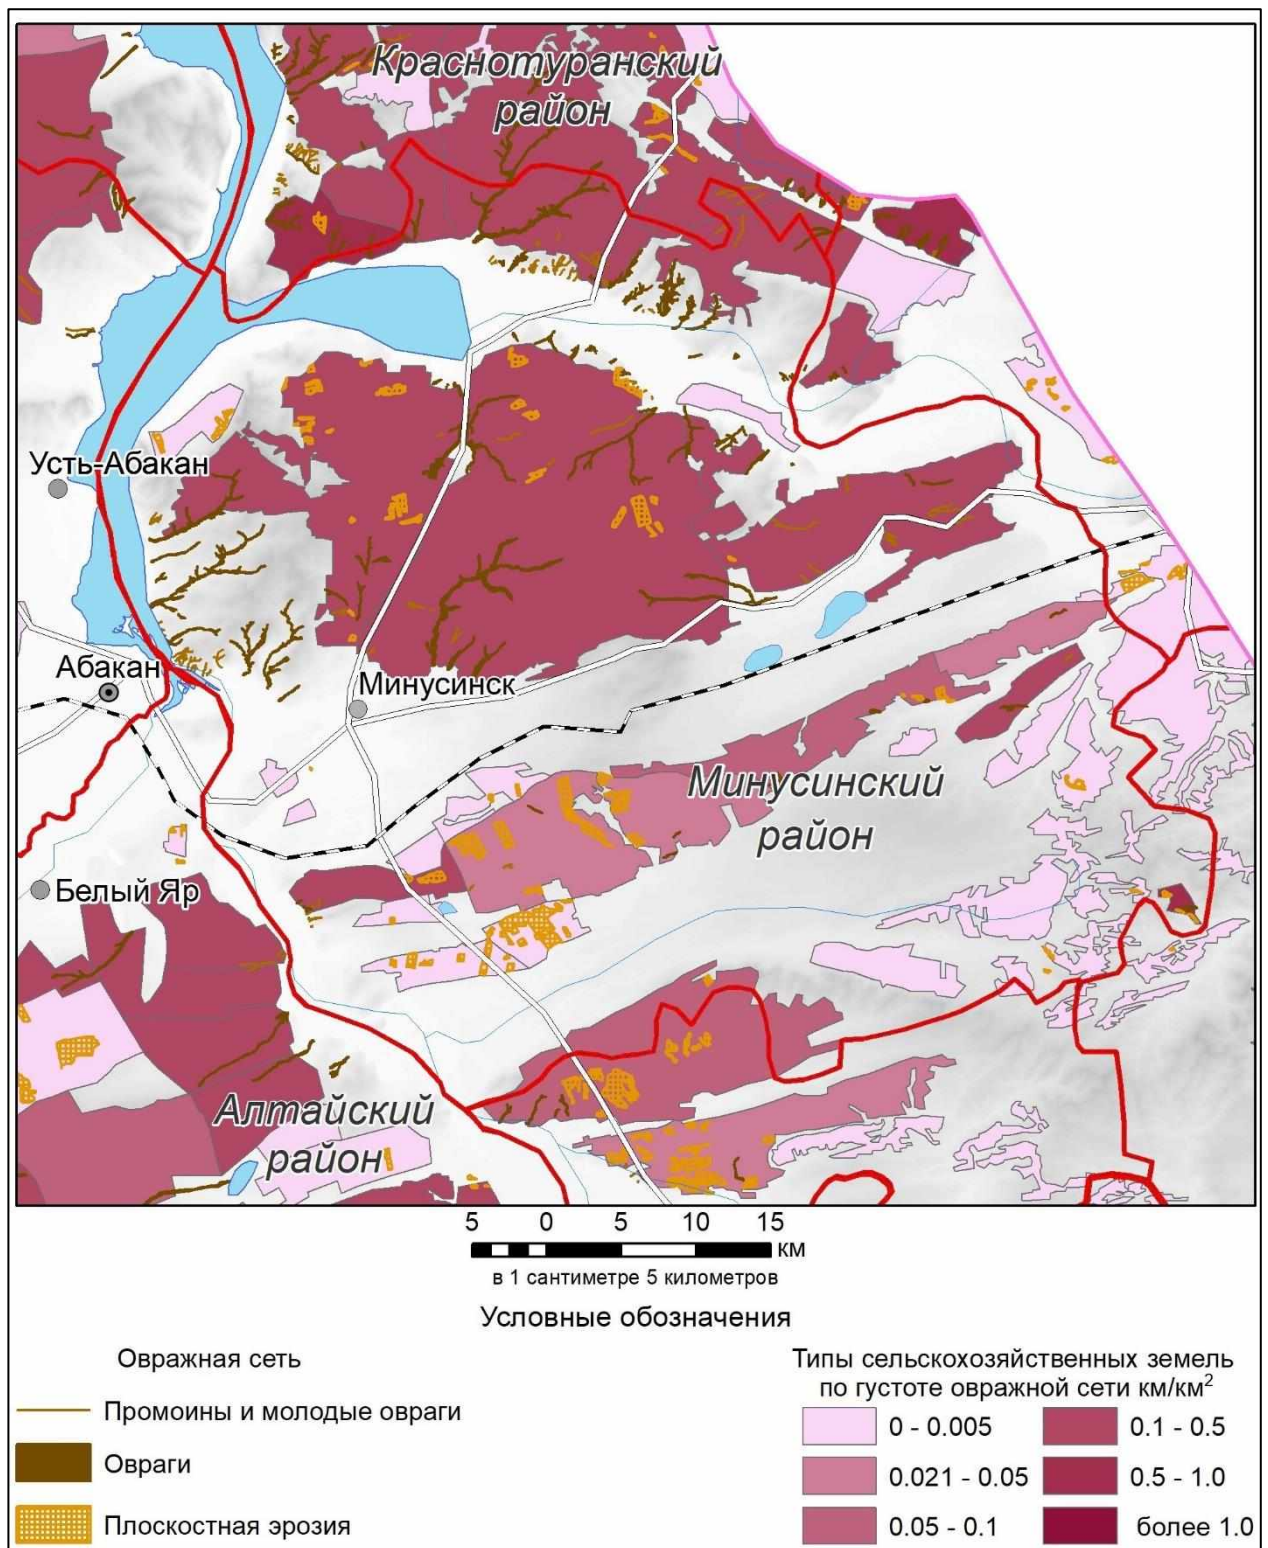 Краснотуранский
район
Усть-Абакан
Абакан
Минусинск
Минусинский
район
Белый Яр
Алтайский
район
5 0 5 10 15
км
в 1 сантиметре 5 километров
Условные обозначения
Овражная сеть
Промоины и молодые овраги
Овраги
Плоскостная эрозия
Типы сельскохозяйственных земель
по густоте овражной сети км/км²
0 - 0.005
0.021 - 0.05
0.05 - 0.1
0.1 - 0.5
0.5 - 1.0
более 1.0